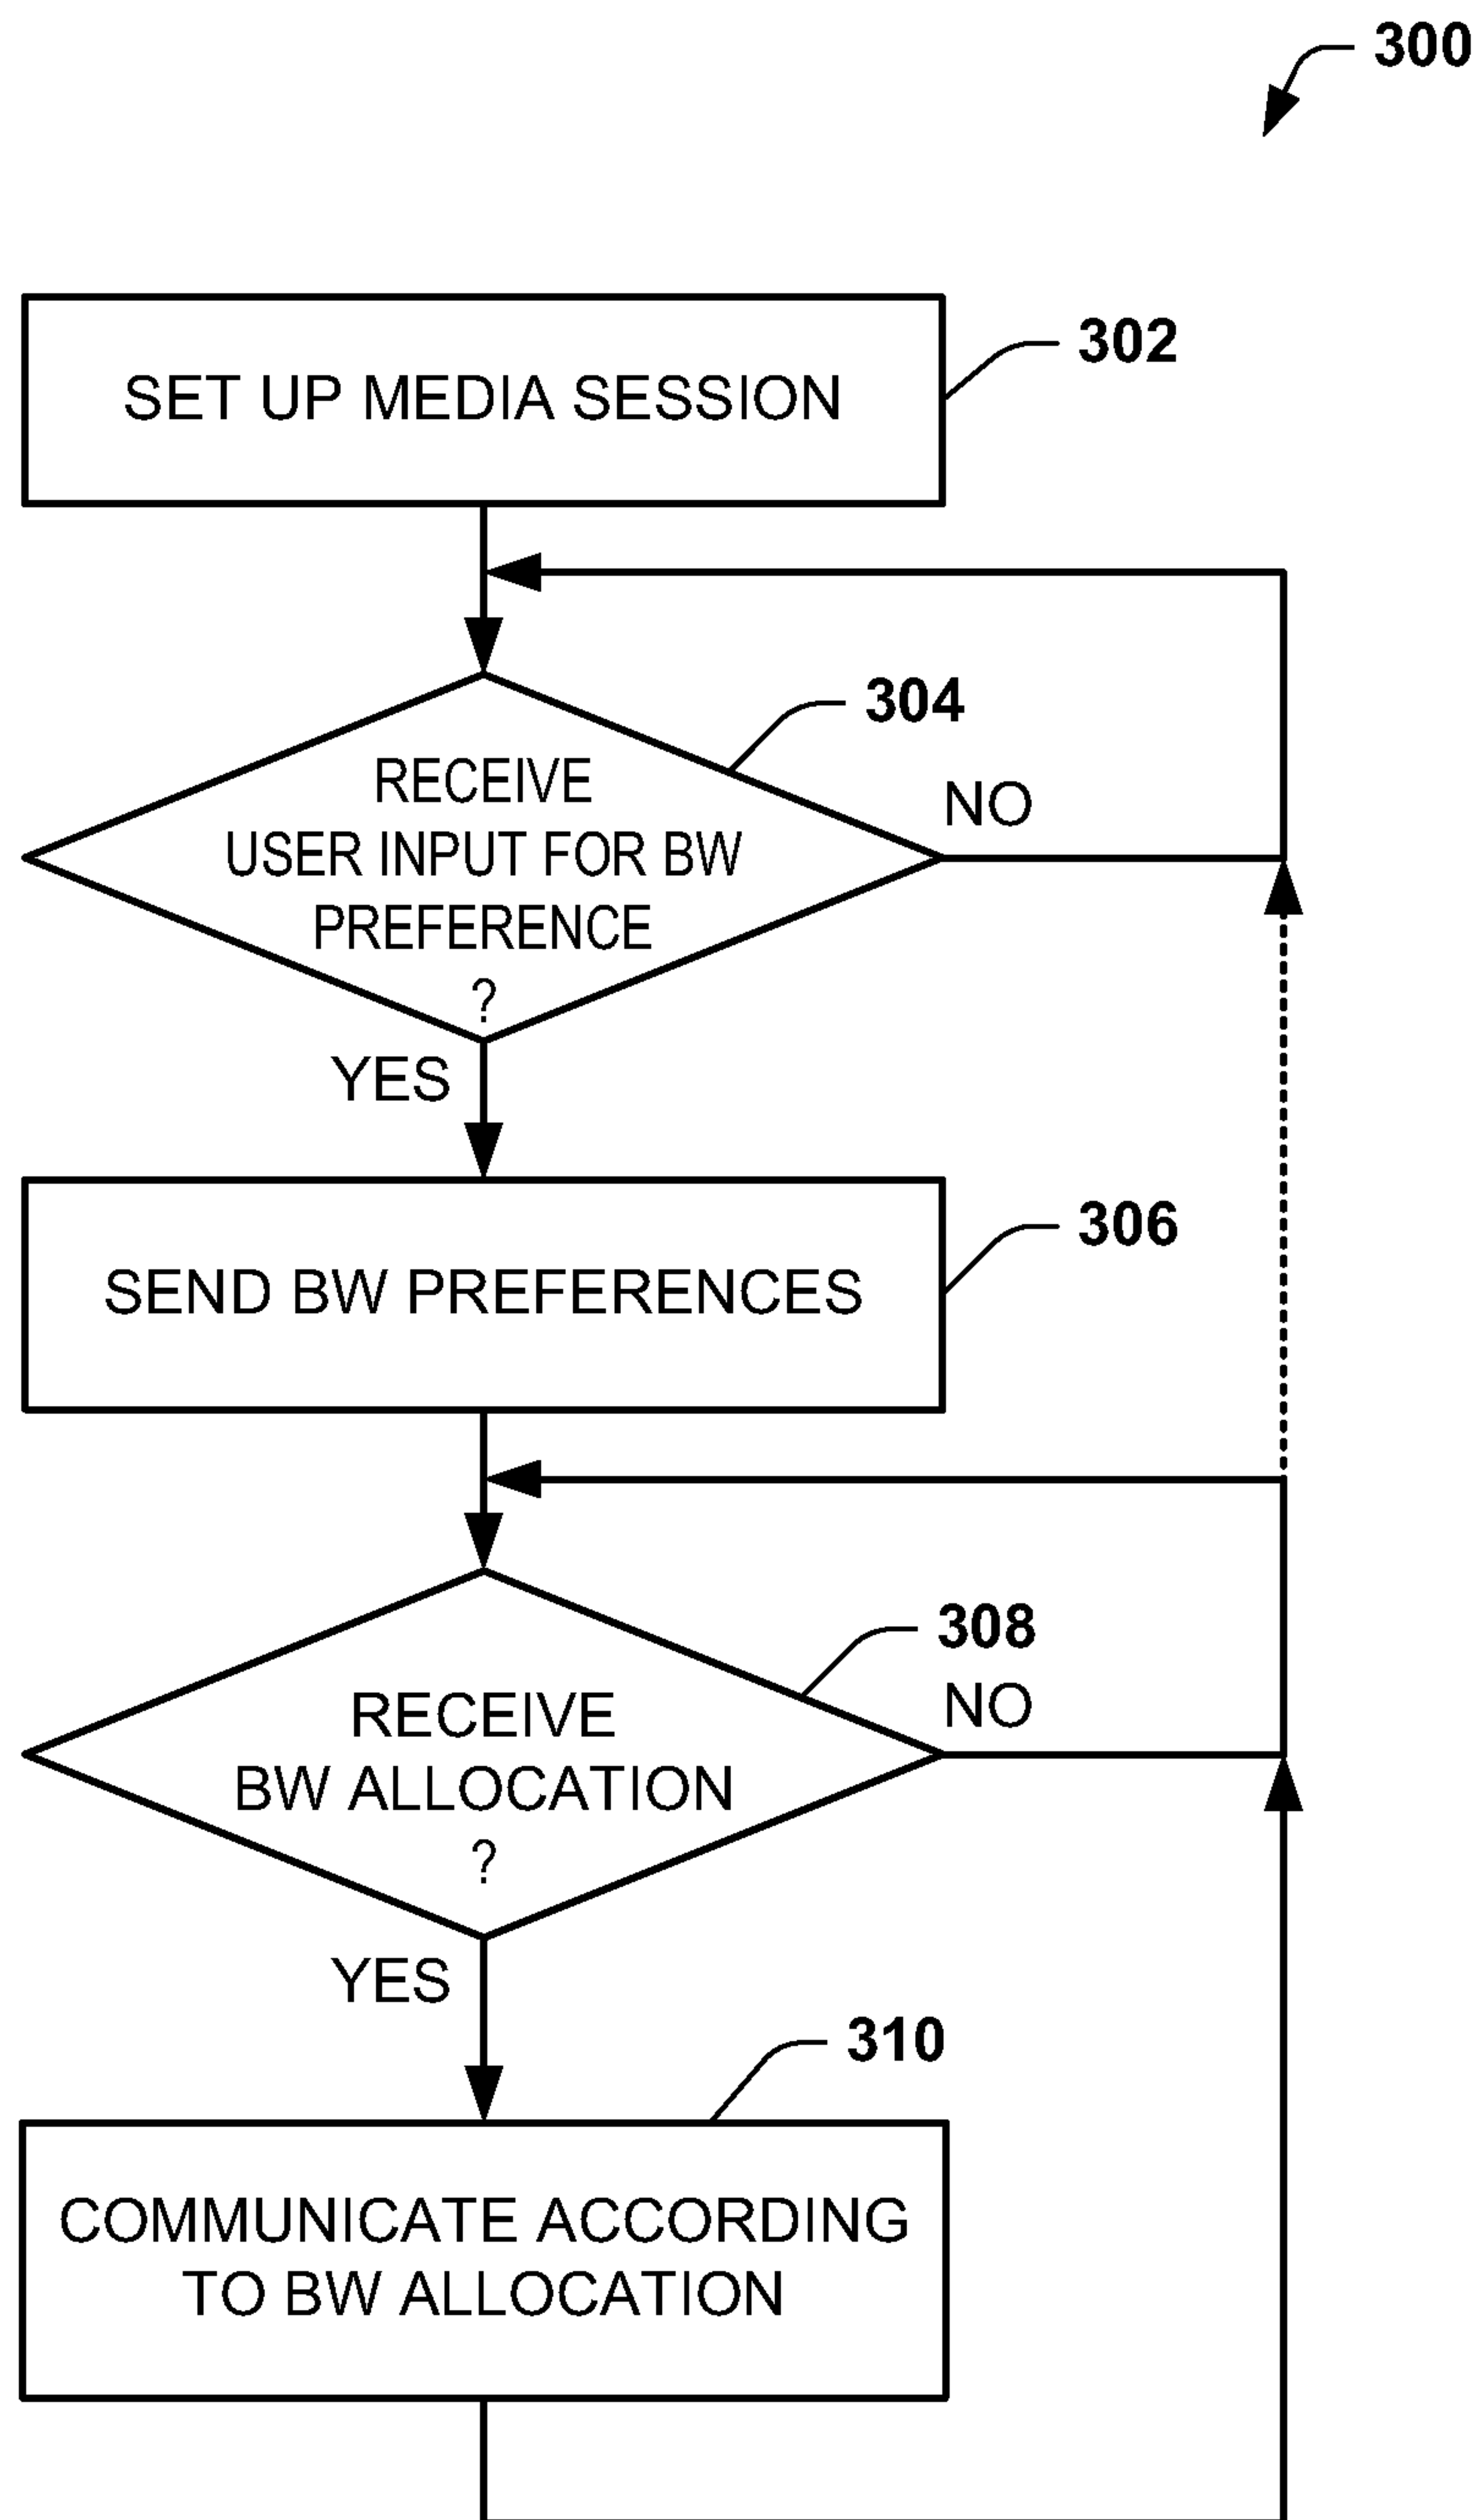 300
302
SET UP MEDIA SESSION
304
RECEIVE
USER INPUT FOR BW
PREFERENCE
?
NO
YES
306
SEND BW PREFERENCES
308
RECEIVE
BW ALLOCATION
?
NO
YES
310
COMMUNICATE ACCORDING
TO BW ALLOCATION